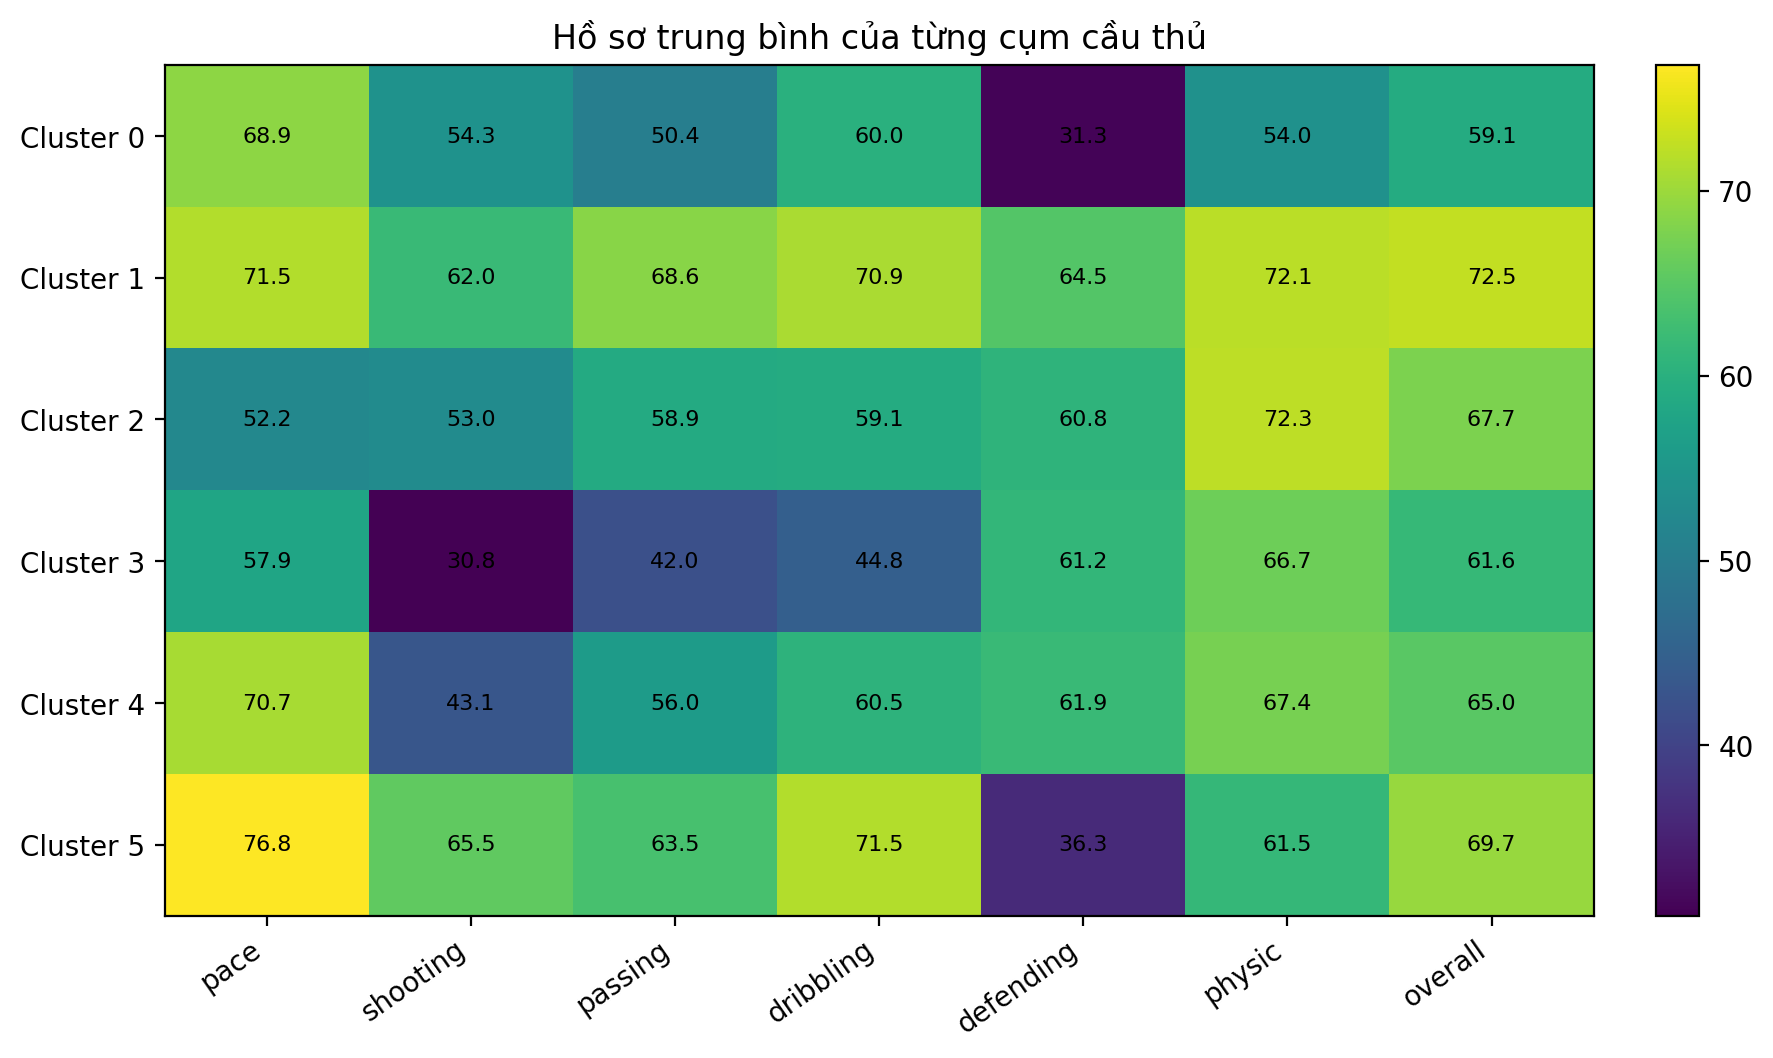 Hồ sơ trung bình của từng cụm cầu thủ
Cluster 0 68.9 54.3 50.4 60.0 31.3 54.0 59.1
Cluster 1 71.5 62.0 68.6 70.9 64.5 72.1 72.5
Cluster 2 52.2 53.0 58.9 59.1 60.8 72.3 67.7
Cluster 3 57.9 30.8 42.0 44.8 61.2 66.7 61.6
Cluster 4 70.7 43.1 56.0 60.5 61.9 67.4 65.0
Cluster 5 76.8 65.5 63.5 71.5 36.3 61.5 69.7
pace shooting passing dribbling defending physic overall
70
60
50
40